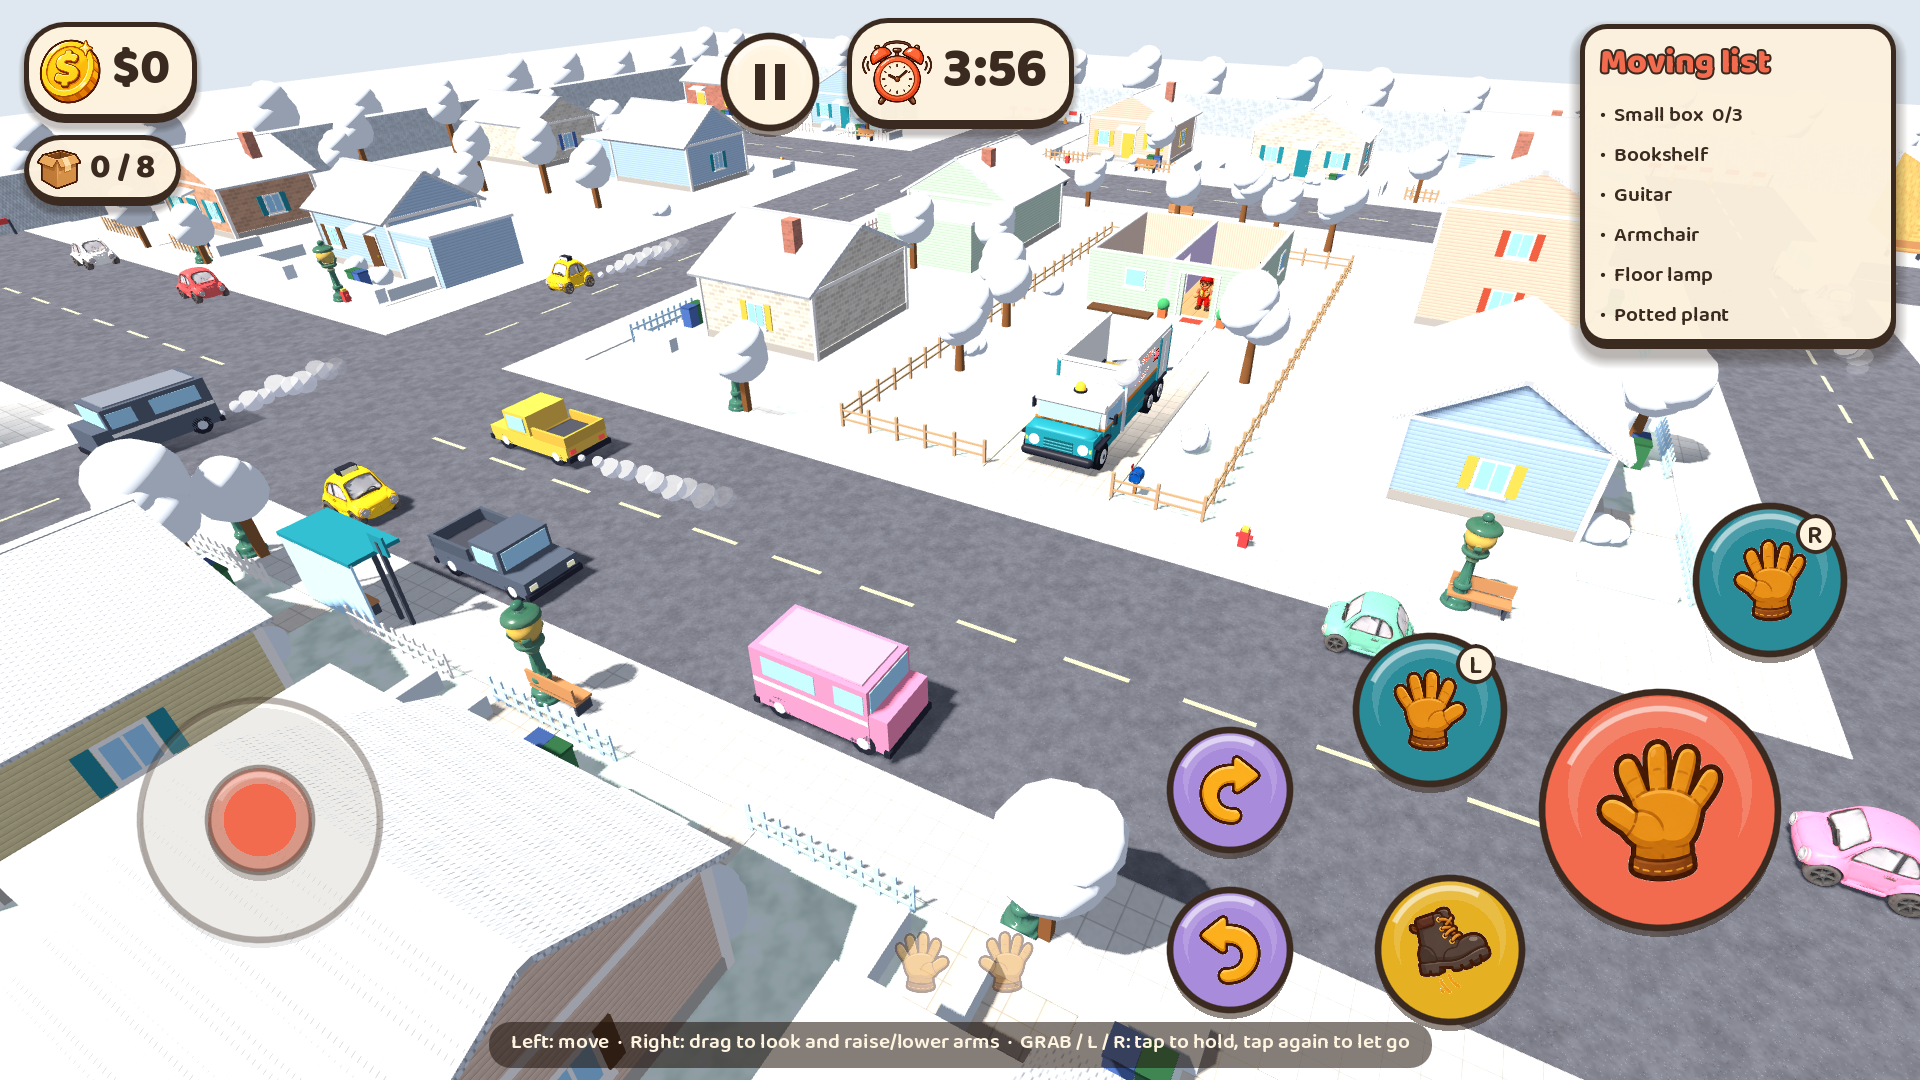 $0
3:56
0 / 8
Moving list
• Small box 0/3
• Bookshelf
• Guitar
• Armchair
• Floor lamp
• Potted plant
R
L
Left: move · Right: drag to look and raise/lower arms · GRAB / L / R: tap to hold, tap again to let go